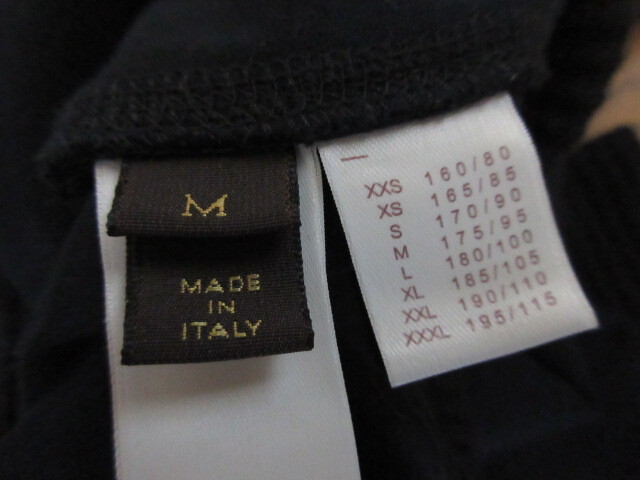 M
MADE
IN
ITALY
XXS 160/80
XS 165/85
S 170/90
M 175/95
L 180/100
XL 185/105
XXL 190/110
XXXL 195/115